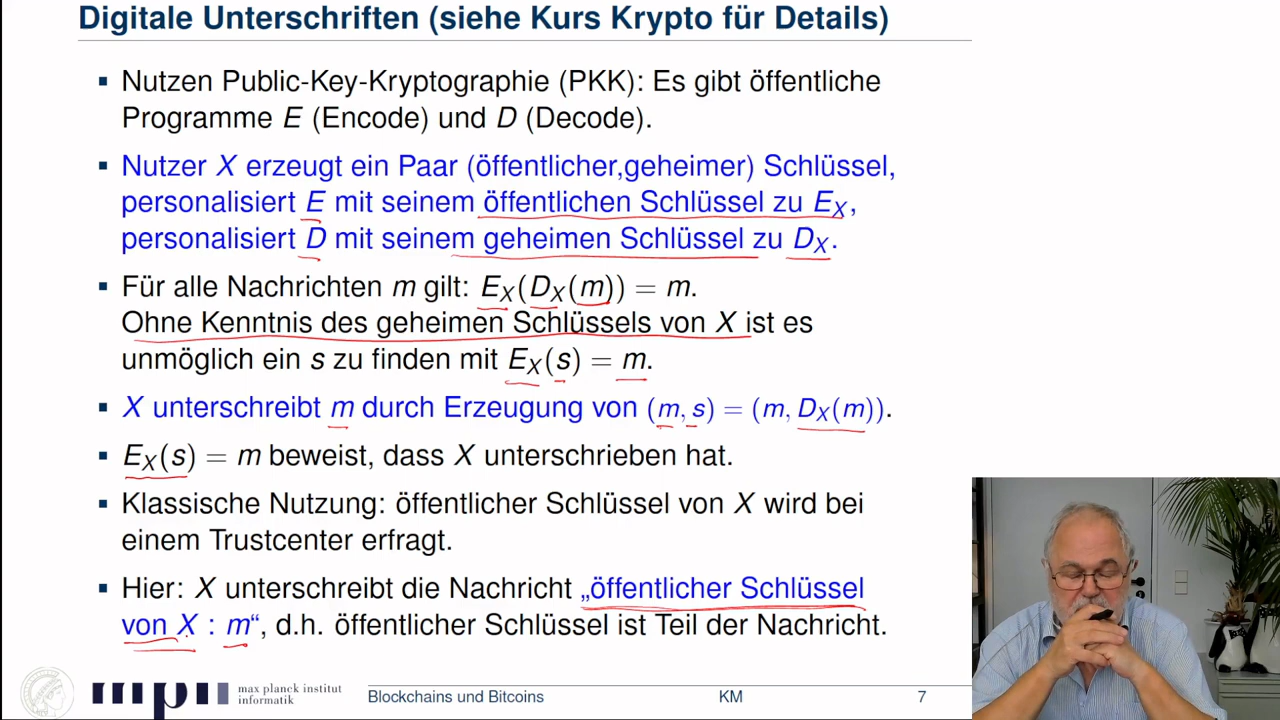 Digitale Unterschriften (siehe Kurs Krypto für Details)
Nutzen Public-Key-Kryptographie (PKK): Es gibt öffentliche
Programme E (Encode) und D (Decode).
Nutzer X erzeugt ein Paar (öffentlicher,geheimer) Schlüssel,
personalisiert E mit seinem öffentlichen Schlüssel zu E_X,
personalisiert D mit seinem geheimen Schlüssel zu D_X.
Für alle Nachrichten m gilt: E_X(D_X(m)) = m.
Ohne Kenntnis des geheimen Schlüssels von X ist es
unmöglich ein s zu finden mit E_X(s) = m.
X unterschreibt m durch Erzeugung von (m, s) = (m, D_X(m)).
E_X(s) = m beweist, dass X unterschrieben hat.
Klassische Nutzung: öffentlicher Schlüssel von X wird bei
einem Trustcenter erfragt.
Hier: X unterschreibt die Nachricht „öffentlicher Schlüssel
von X : m“, d.h. öffentlicher Schlüssel ist Teil der Nachricht.
mpii max planck institut
informatik
Blockchains und Bitcoins KM 7